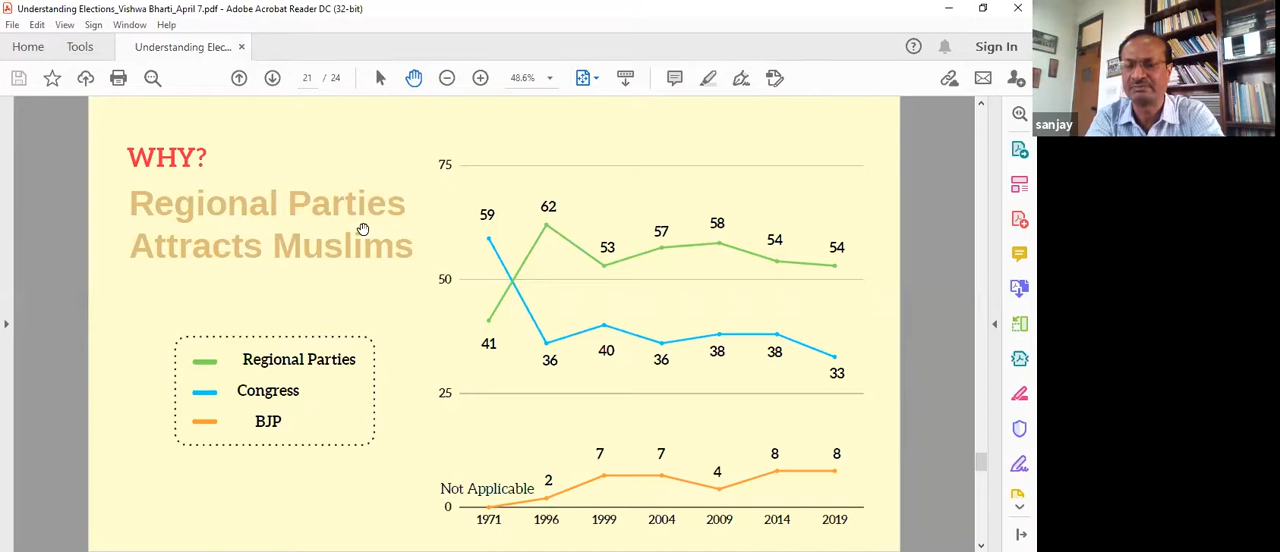 Understanding Elections_Vishwa Bharti_April 7.pdf - Adobe Acrobat Reader DC (32-bit)
File Edit View Sign Window Help
Home Tools Understanding Elec... × Sign In
21 / 24 48.6%
sanjay
WHY?
Regional Parties
Attracts Muslims
Regional Parties
Congress
BJP
75
50
25
0
59 62 53 57 58 54 54
41 36 40 36 38 38 33
Not Applicable 2 7 7 4 8 8
1971 1996 1999 2004 2009 2014 2019